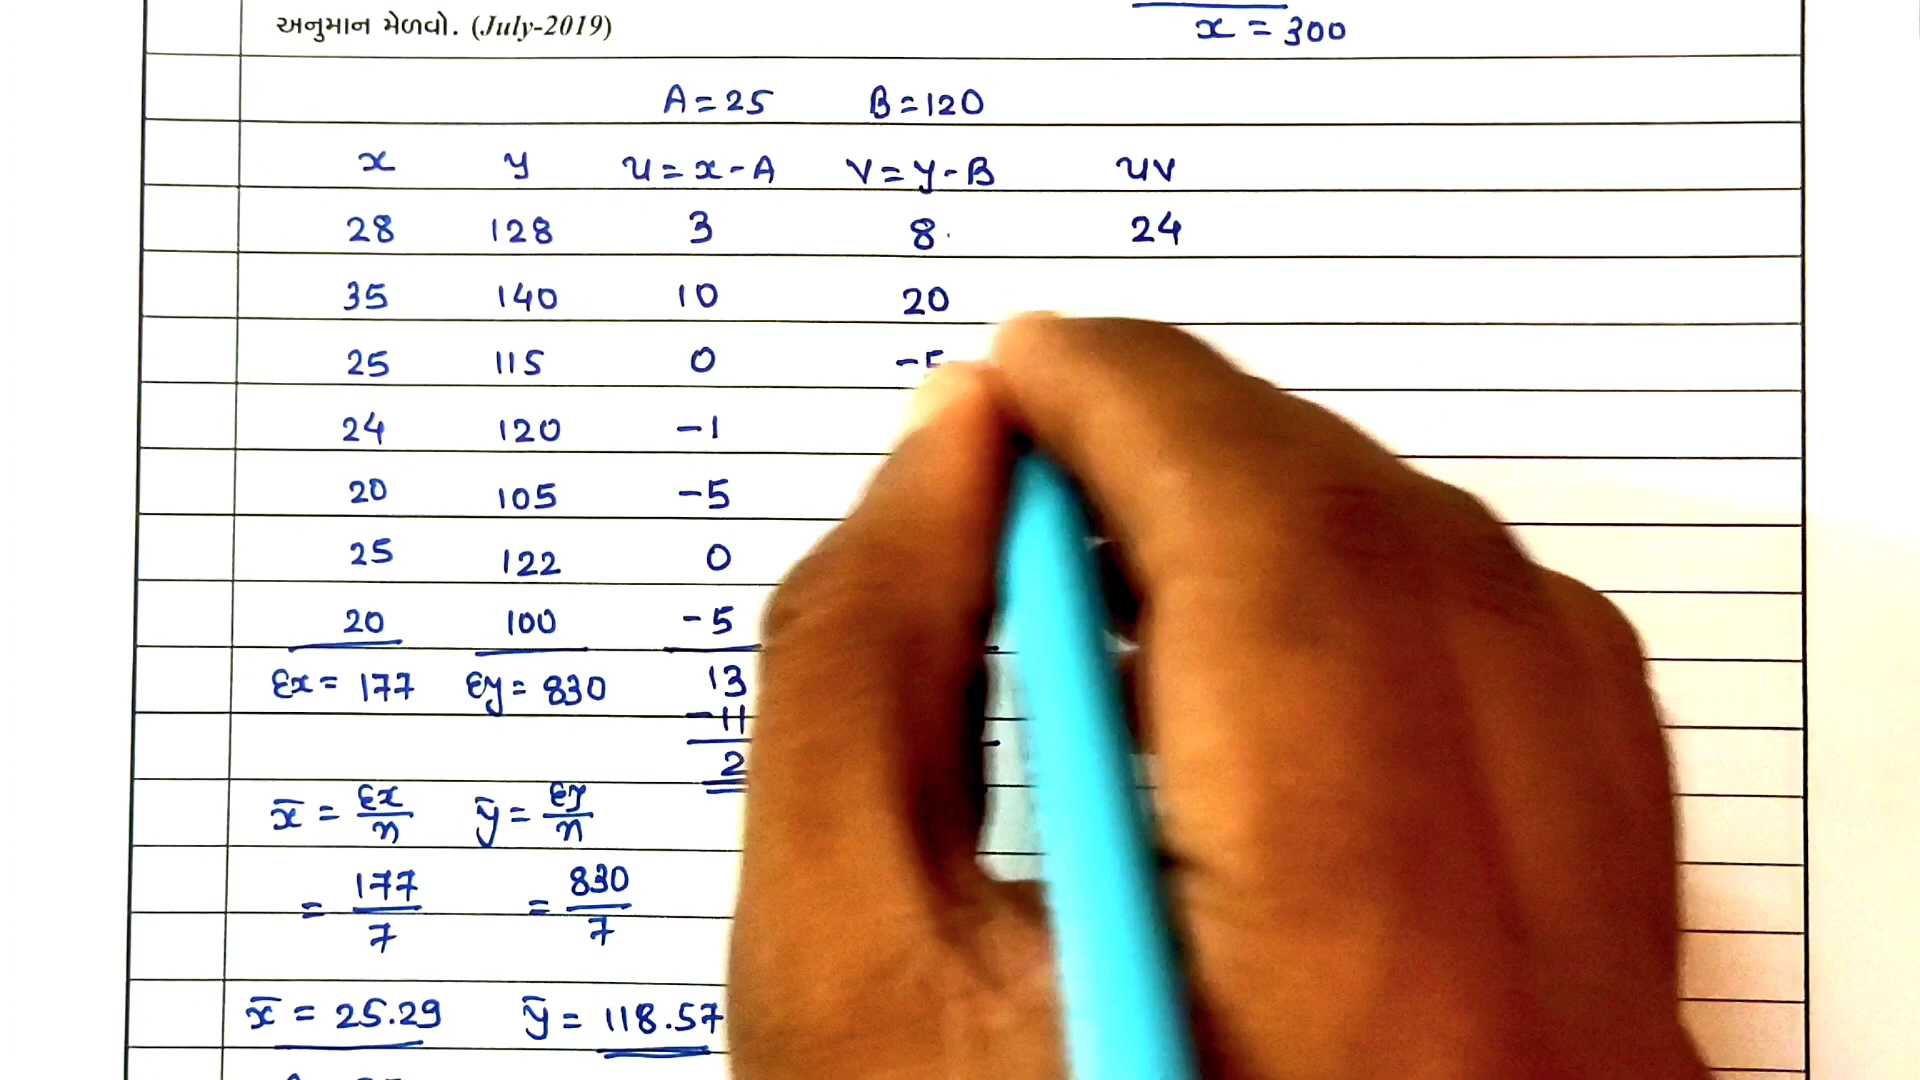 અનુમાન મેળવો. (July-2019)
x = 300
A = 25 B = 120
x y u = x - A v = y - B uv
28 128 3 8 24
35 140 10 20
25 115 0 -5
24 120 -1
20 105 -5
25 122 0
20 100 -5
Σx = 177 Σy = 830 13
-11
2
x̄ = Σx/n ȳ = Σy/n
= 177/7 = 830/7
x̄ = 25.29 ȳ = 118.57